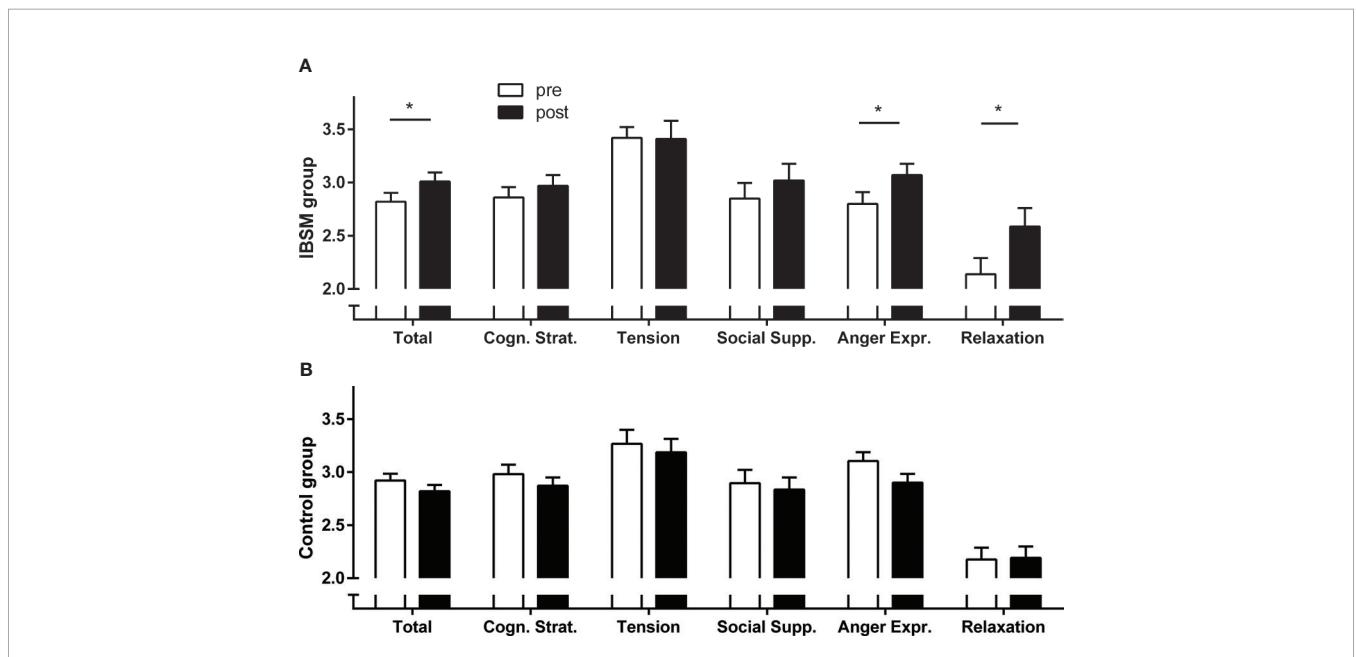 A
pre
post
* * *
3.5
3.0
2.5
2.0
IBSM group
Total Cogn. Strat. Tension Social Supp. Anger Expr. Relaxation
B
3.5
3.0
2.5
2.0
Control group
Total Cogn. Strat. Tension Social Supp. Anger Expr. Relaxation